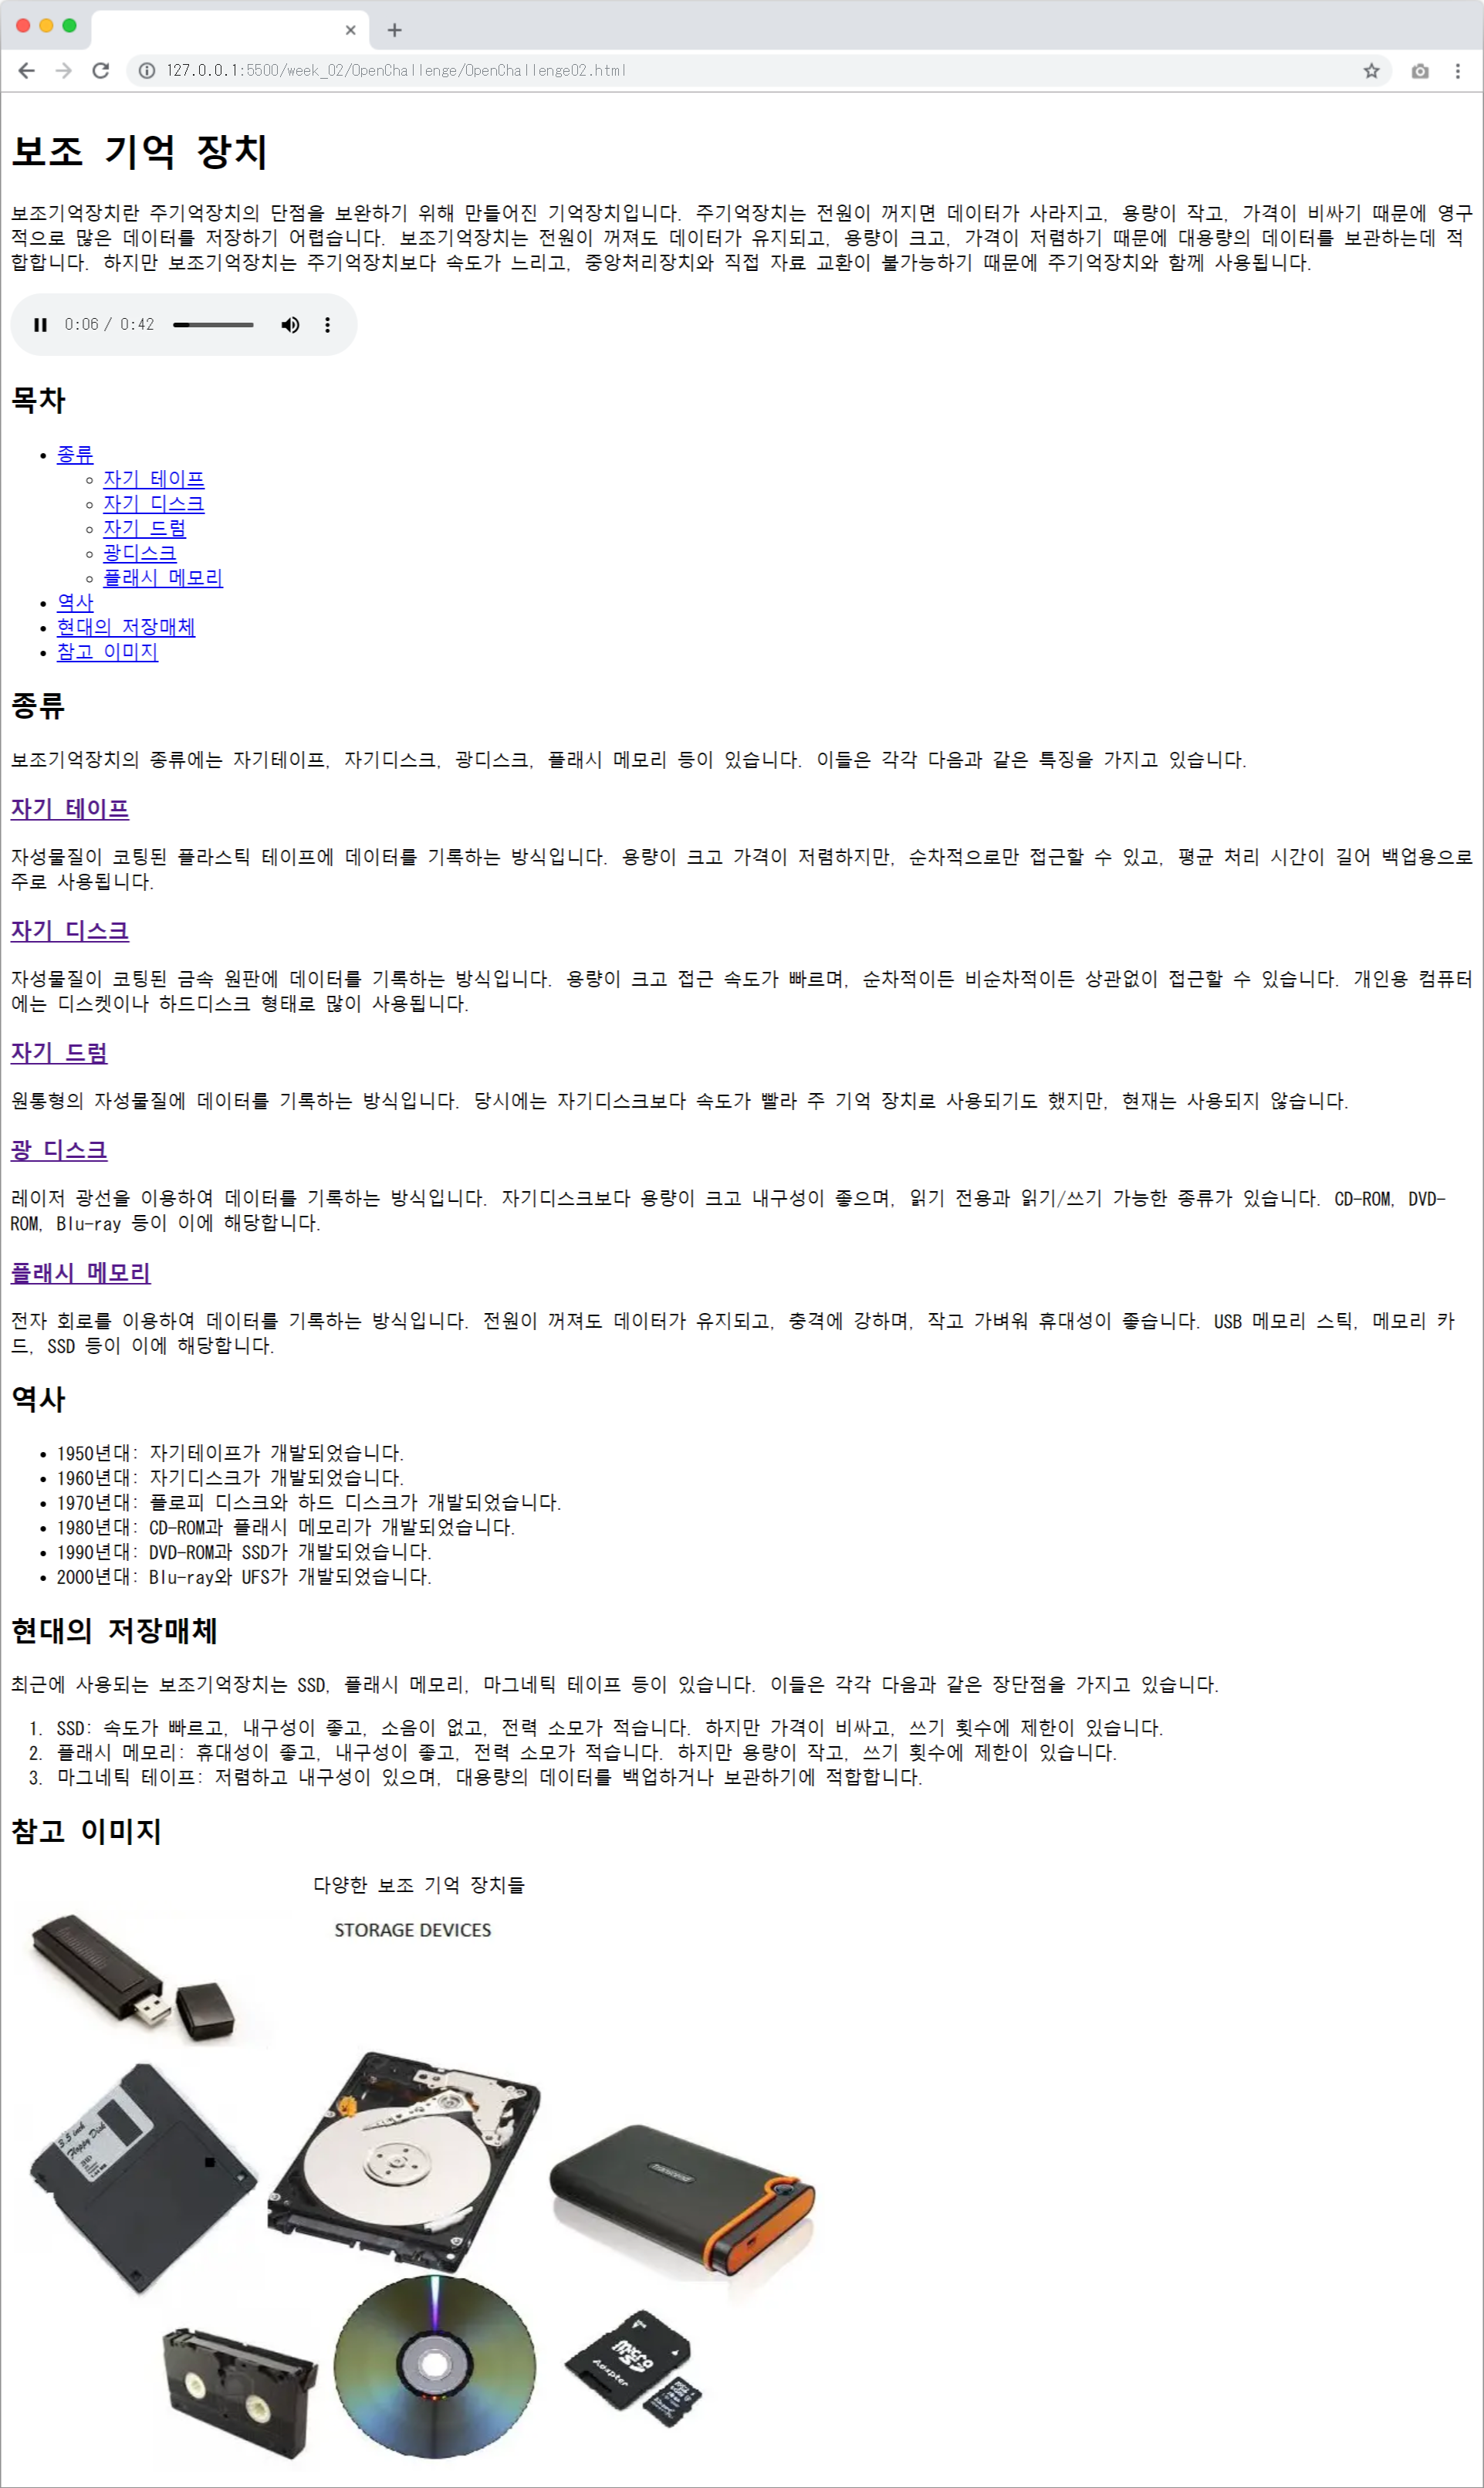 127.0.0.1:5500/week_02/OpenChallenge/OpenChallenge02.html
보조 기억 장치
보조기억장치란 주기억장치의 단점을 보완하기 위해 만들어진 기억장치입니다. 주기억장치는 전원이 꺼지면 데이터가 사라지고, 용량이 작고, 가격이 비싸기 때문에 영구
적으로 많은 데이터를 저장하기 어렵습니다. 보조기억장치는 전원이 꺼져도 데이터가 유지되고, 용량이 크고, 가격이 저렴하기 때문에 대용량의 데이터를 보관하는데 적
합합니다. 하지만 보조기억장치는 주기억장치보다 속도가 느리고, 중앙처리장치와 직접 자료 교환이 불가능하기 때문에 주기억장치와 함께 사용됩니다.
0:06 / 0:42
목차
종류
자기 테이프
자기 디스크
자기 드럼
광디스크
플래시 메모리
역사
현대의 저장매체
참고 이미지
종류
보조기억장치의 종류에는 자기테이프, 자기디스크, 광디스크, 플래시 메모리 등이 있습니다. 이들은 각각 다음과 같은 특징을 가지고 있습니다.
자기 테이프
자성물질이 코팅된 플라스틱 테이프에 데이터를 기록하는 방식입니다. 용량이 크고 가격이 저렴하지만, 순차적으로만 접근할 수 있고, 평균 처리 시간이 길어 백업용으로
주로 사용됩니다.
자기 디스크
자성물질이 코팅된 금속 원판에 데이터를 기록하는 방식입니다. 용량이 크고 접근 속도가 빠르며, 순차적이든 비순차적이든 상관없이 접근할 수 있습니다. 개인용 컴퓨터
에는 디스켓이나 하드디스크 형태로 많이 사용됩니다.
자기 드럼
원통형의 자성물질에 데이터를 기록하는 방식입니다. 당시에는 자기디스크보다 속도가 빨라 주 기억 장치로 사용되기도 했지만, 현재는 사용되지 않습니다.
광 디스크
레이저 광선을 이용하여 데이터를 기록하는 방식입니다. 자기디스크보다 용량이 크고 내구성이 좋으며, 읽기 전용과 읽기/쓰기 가능한 종류가 있습니다. CD-ROM, DVD-
ROM, Blu-ray 등이 이에 해당합니다.
플래시 메모리
전자 회로를 이용하여 데이터를 기록하는 방식입니다. 전원이 꺼져도 데이터가 유지되고, 충격에 강하며, 작고 가벼워 휴대성이 좋습니다. USB 메모리 스틱, 메모리 카
드, SSD 등이 이에 해당합니다.
역사
1950년대: 자기테이프가 개발되었습니다.
1960년대: 자기디스크가 개발되었습니다.
1970년대: 플로피 디스크와 하드 디스크가 개발되었습니다.
1980년대: CD-ROM과 플래시 메모리가 개발되었습니다.
1990년대: DVD-ROM과 SSD가 개발되었습니다.
2000년대: Blu-ray와 UFS가 개발되었습니다.
현대의 저장매체
최근에 사용되는 보조기억장치는 SSD, 플래시 메모리, 마그네틱 테이프 등이 있습니다. 이들은 각각 다음과 같은 장단점을 가지고 있습니다.
1. SSD: 속도가 빠르고, 내구성이 좋고, 소음이 없고, 전력 소모가 적습니다. 하지만 가격이 비싸고, 쓰기 횟수에 제한이 있습니다.
2. 플래시 메모리: 휴대성이 좋고, 내구성이 좋고, 전력 소모가 적습니다. 하지만 용량이 작고, 쓰기 횟수에 제한이 있습니다.
3. 마그네틱 테이프: 저렴하고 내구성이 있으며, 대용량의 데이터를 백업하거나 보관하기에 적합합니다.
참고 이미지
다양한 보조 기억 장치들
STORAGE DEVICES
3.5 inch
Floppy Disk
Transcend
Micro
SD
Adapter